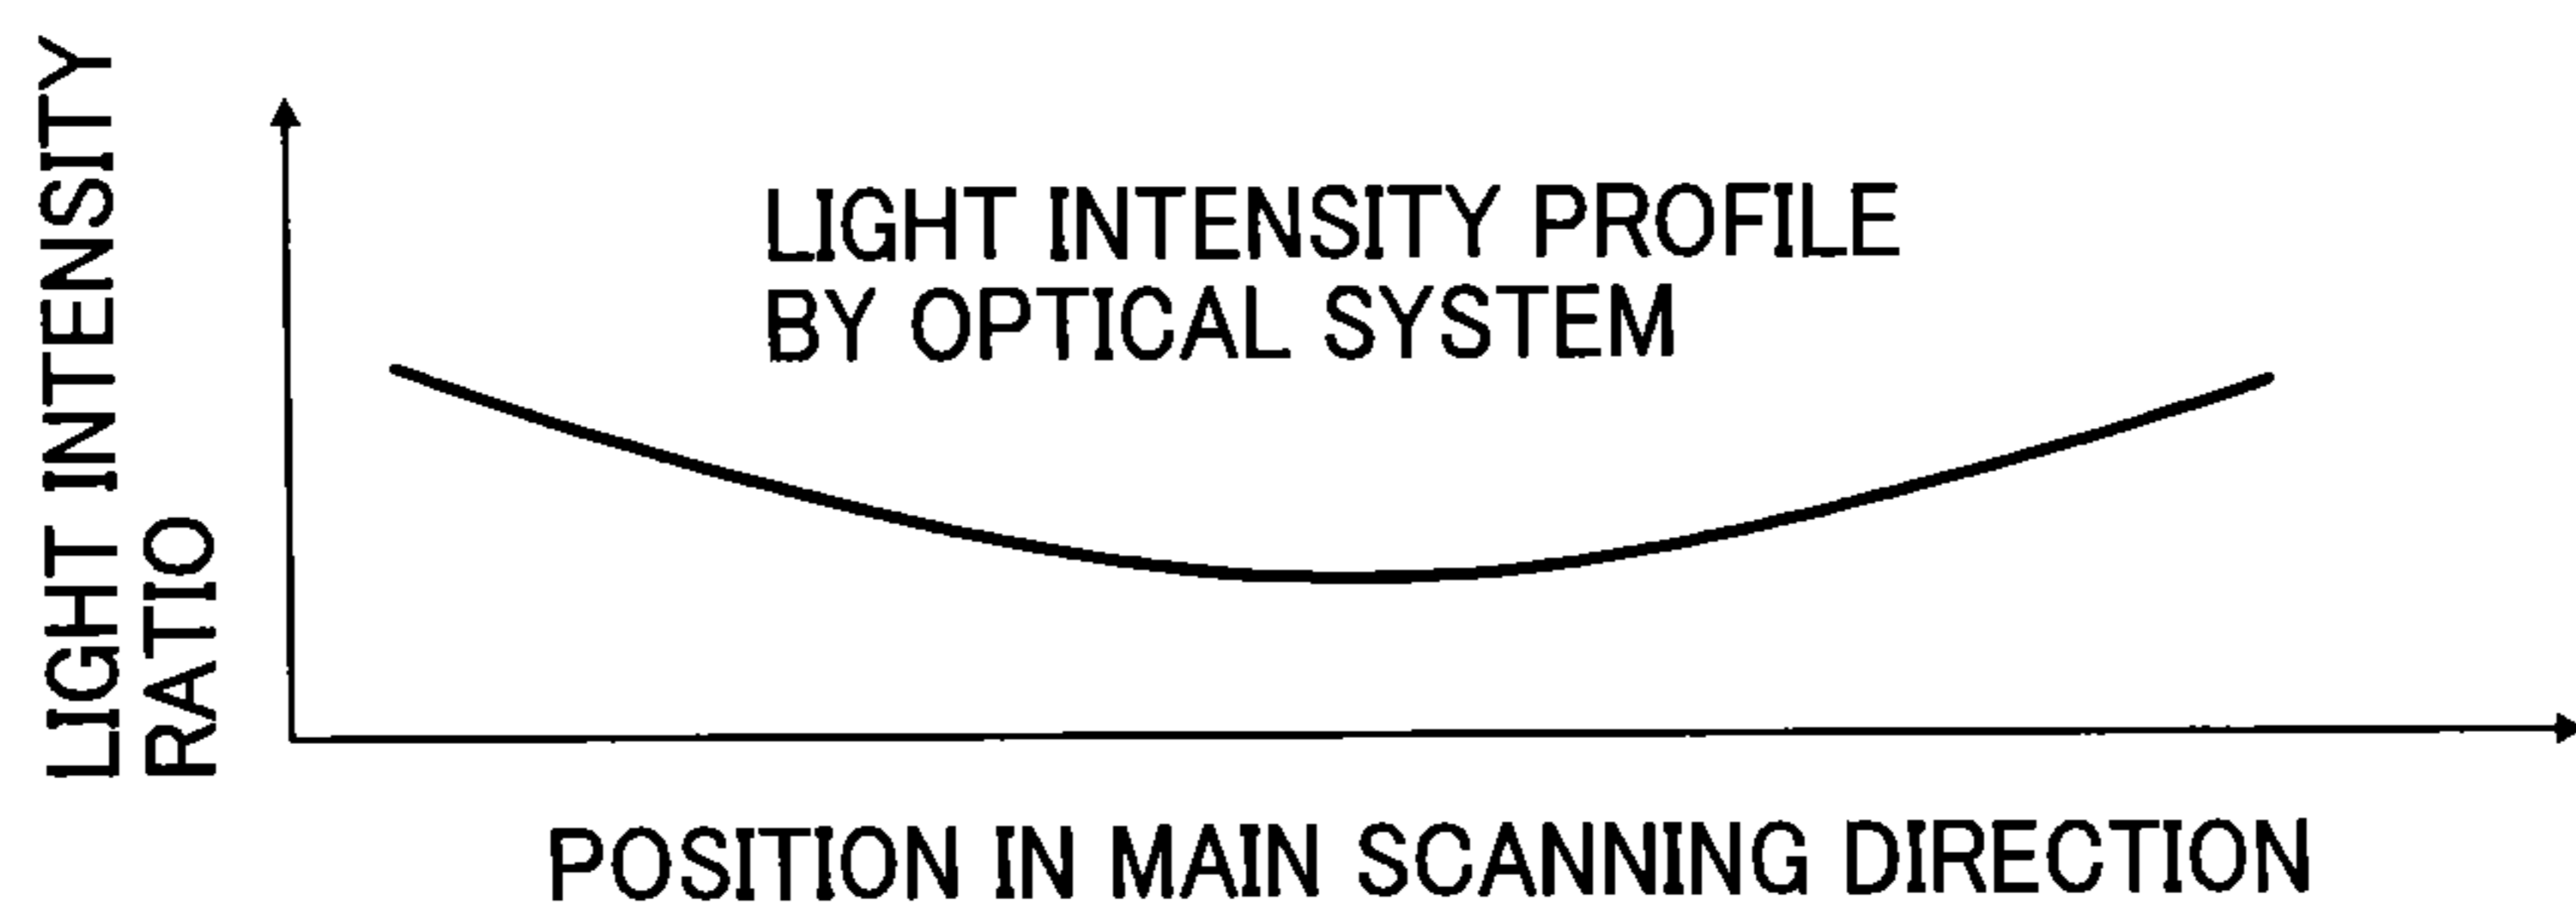 LIGHT INTENSITY
RATIO
LIGHT INTENSITY PROFILE
BY OPTICAL SYSTEM
POSITION IN MAIN SCANNING DIRECTION